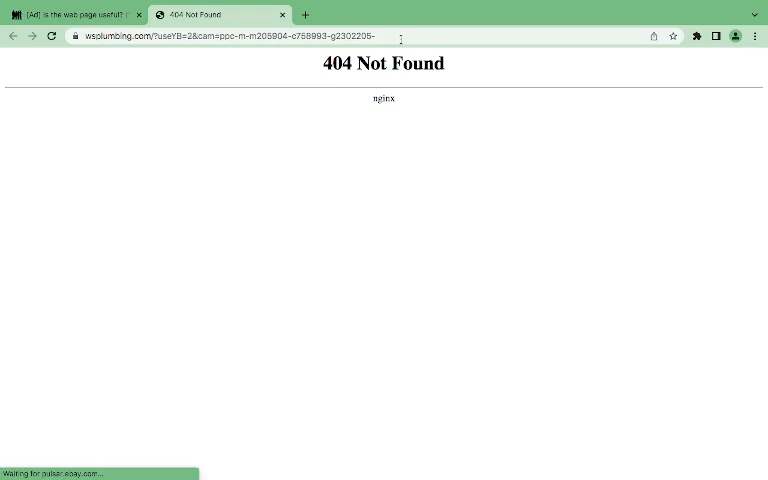 [Ad] Is the web page useful? |
404 Not Found
wsplumbing.com/?useYB=2&cam=ppc-m-m205904-c758993-g2302205-
404 Not Found
nginx
Waiting for pulsar.ebay.com...